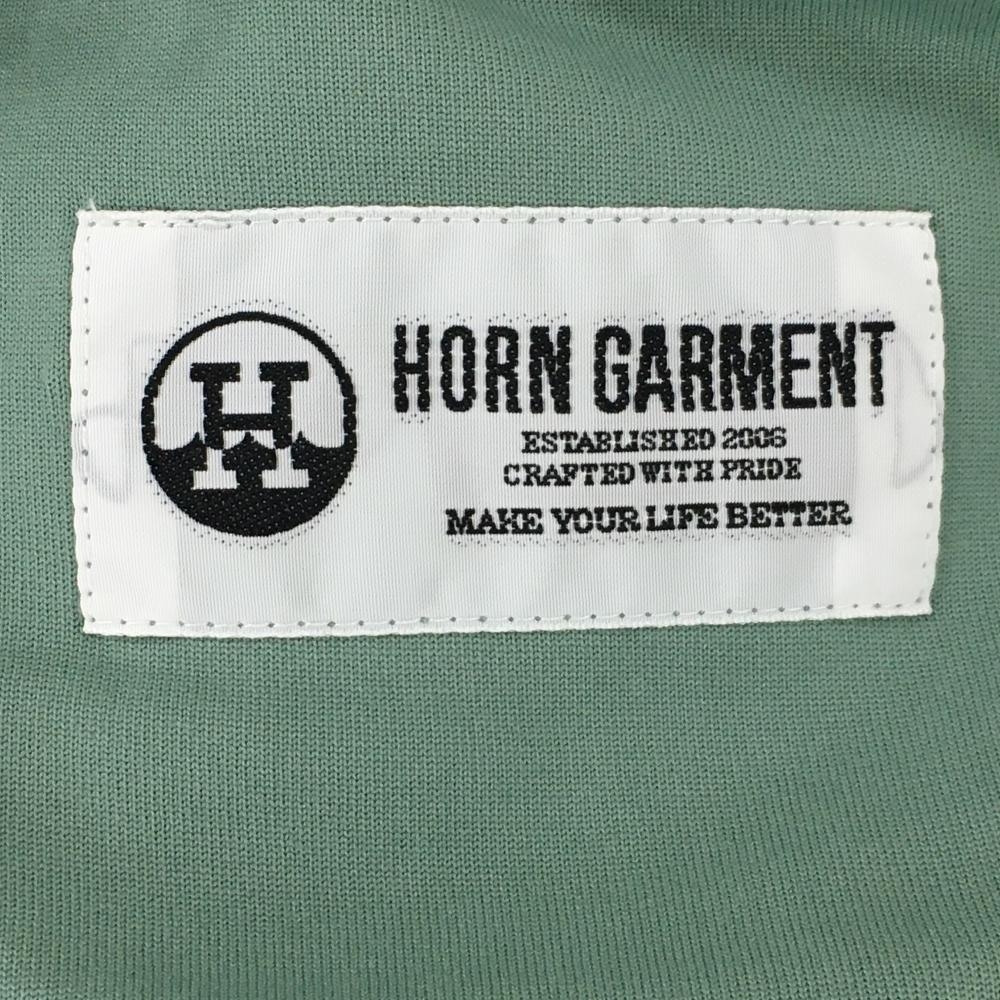 H
HORN GARMENT
ESTABLISHED 2006
CRAFTED WITH PRIDE
MAKE YOUR LIFE BETTER